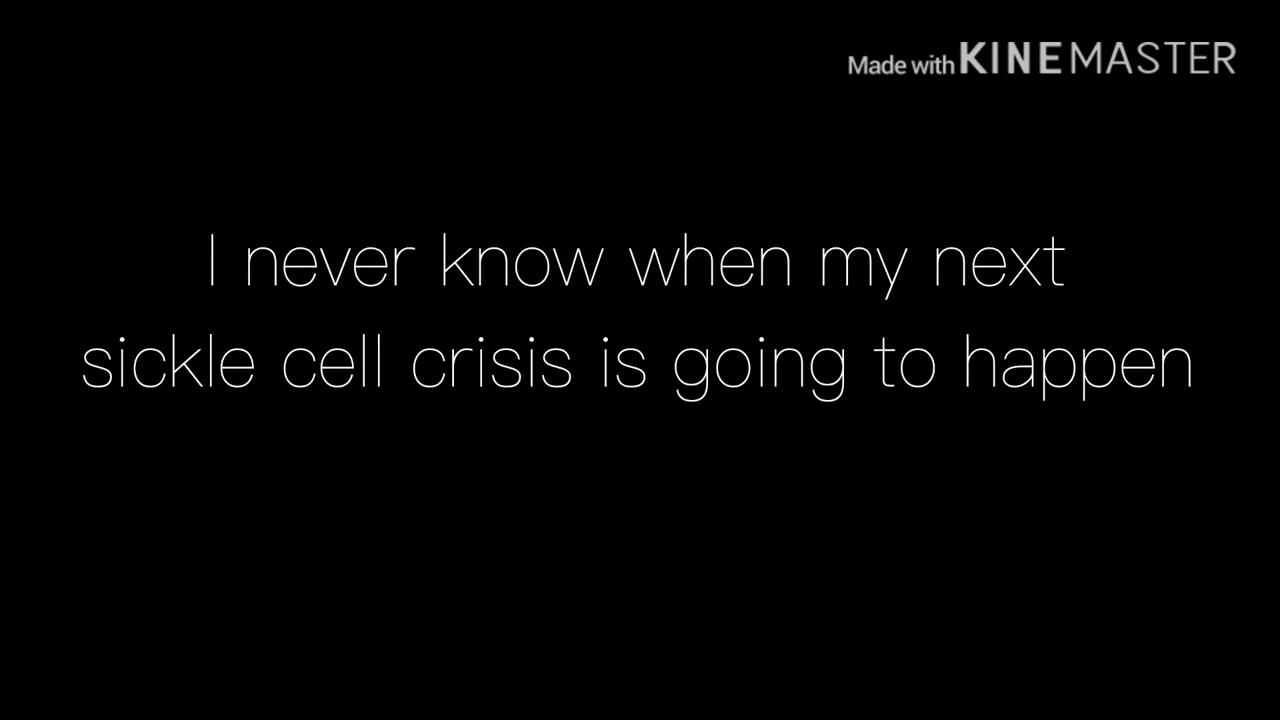 Made with KINEMASTER
I never know when my next
sickle cell crisis is going to happen